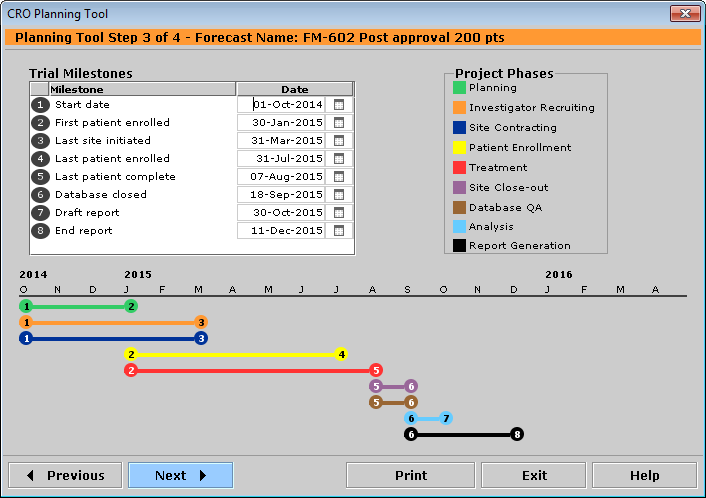 CRO Planning Tool
Planning Tool Step 3 of 4 - Forecast Name: FM-602 Post approval 200 pts
Trial Milestones
Milestone Date
1 Start date 01-Oct-2014
2 First patient enrolled 30-Jan-2015
3 Last site initiated 31-Mar-2015
4 Last patient enrolled 31-Jul-2015
5 Last patient complete 07-Aug-2015
6 Database closed 18-Sep-2015
7 Draft report 30-Oct-2015
8 End report 11-Dec-2015
Project Phases
Planning
Investigator Recruiting
Site Contracting
Patient Enrollment
Treatment
Site Close-out
Database QA
Analysis
Report Generation
2014 2015 2016
O N D J F M A M J J A S O N D J F M A
1 2
1 3
1 3
2 4
2 5
5 6
5 6
6 7
6 8
Previous Next Print Exit Help